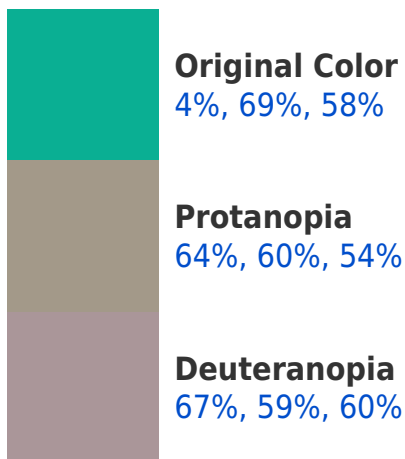 Original Color
4%, 69%, 58%
Protanopia
64%, 60%, 54%
Deuteranopia
67%, 59%, 60%